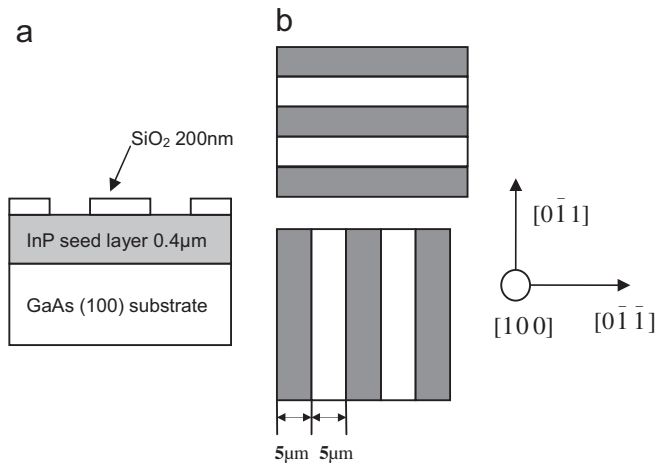 a
b
SiO₂ 200nm
InP seed layer 0.4µm
GaAs (100) substrate
[01̄1]
[100]
[01̄1̄]
5µm 5µm